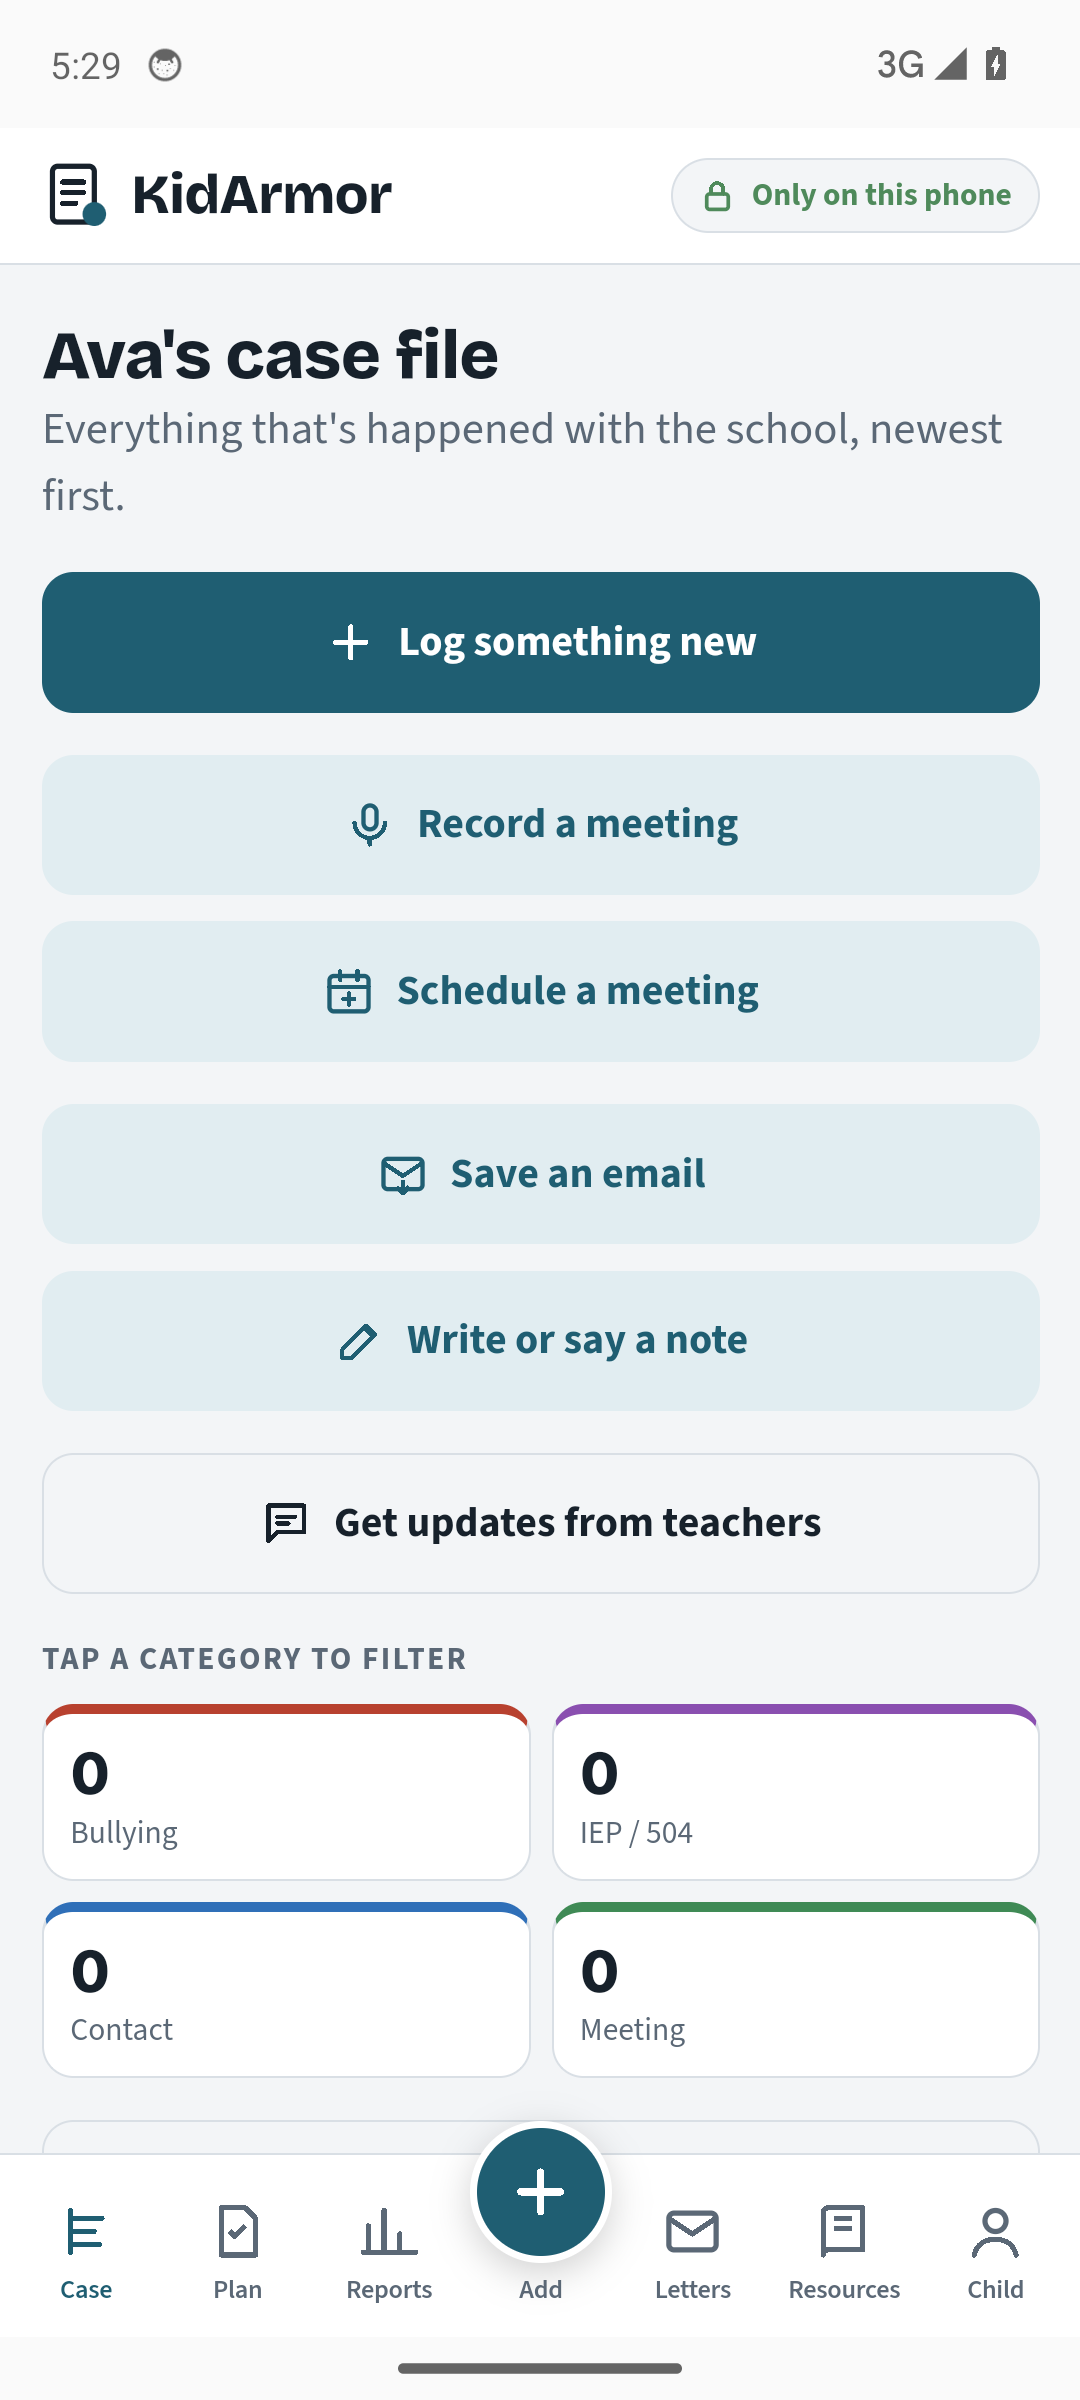 5:29
3G
KidArmor
Only on this phone
Ava's case file
Everything that's happened with the school, newest
first.
Log something new
Record a meeting
Schedule a meeting
Save an email
Write or say a note
Get updates from teachers
TAP A CATEGORY TO FILTER
0
Bullying
0
IEP / 504
0
Contact
0
Meeting
Case
Plan
Reports
Add
Letters
Resources
Child